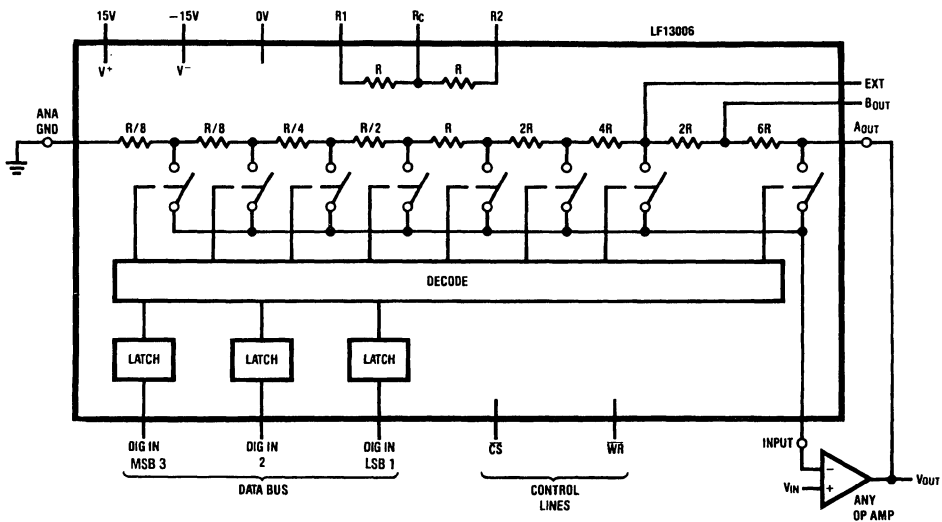 15V –15V 0V R1 RC R2
LF13006
V+ V–
R R
EXT
BOUT
ANA GND
AOUT
R/8 R/8 R/4 R/2 R 2R 4R 2R 6R
DECODE
LATCH LATCH LATCH
DIG IN MSB 3
DIG IN 2
DIG IN LSB 1
CS
WR
DATA BUS
CONTROL LINES
INPUT
VIN
–
+
VOUT
ANY OP AMP